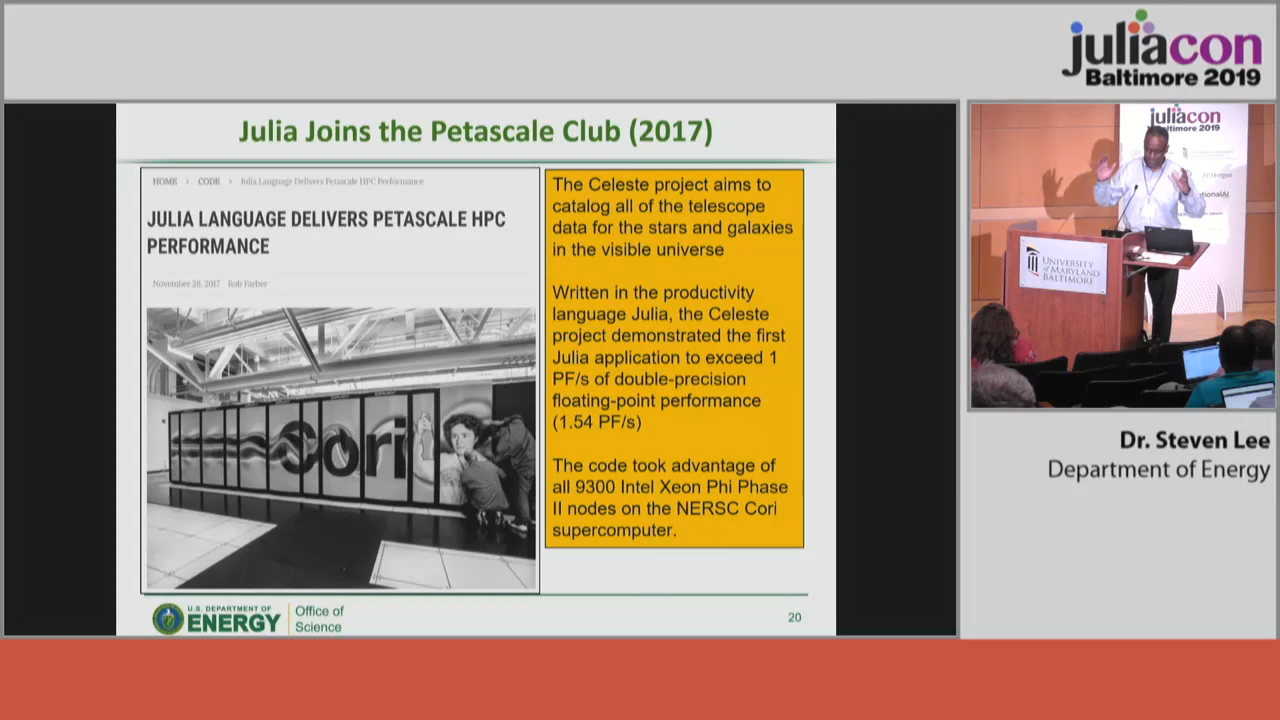 juliacon
Baltimore 2019
Julia Joins the Petascale Club (2017)
HOME › CODE › Julia Language Delivers Petascale HPC Performance
JULIA LANGUAGE DELIVERS PETASCALE HPC
PERFORMANCE
November 28, 2017 Rob Farber
Cori
The Celeste project aims to
catalog all of the telescope
data for the stars and galaxies
in the visible universe
Written in the productivity
language Julia, the Celeste
project demonstrated the first
Julia application to exceed 1
PF/s of double-precision
floating-point performance
(1.54 PF/s)
The code took advantage of
all 9300 Intel Xeon Phi Phase
II nodes on the NERSC Cori
supercomputer.
U.S. DEPARTMENT OF
ENERGY
Office of
Science
20
juliacon
Baltimore 2019
UNIVERSITY
of MARYLAND
BALTIMORE
Dr. Steven Lee
Department of Energy